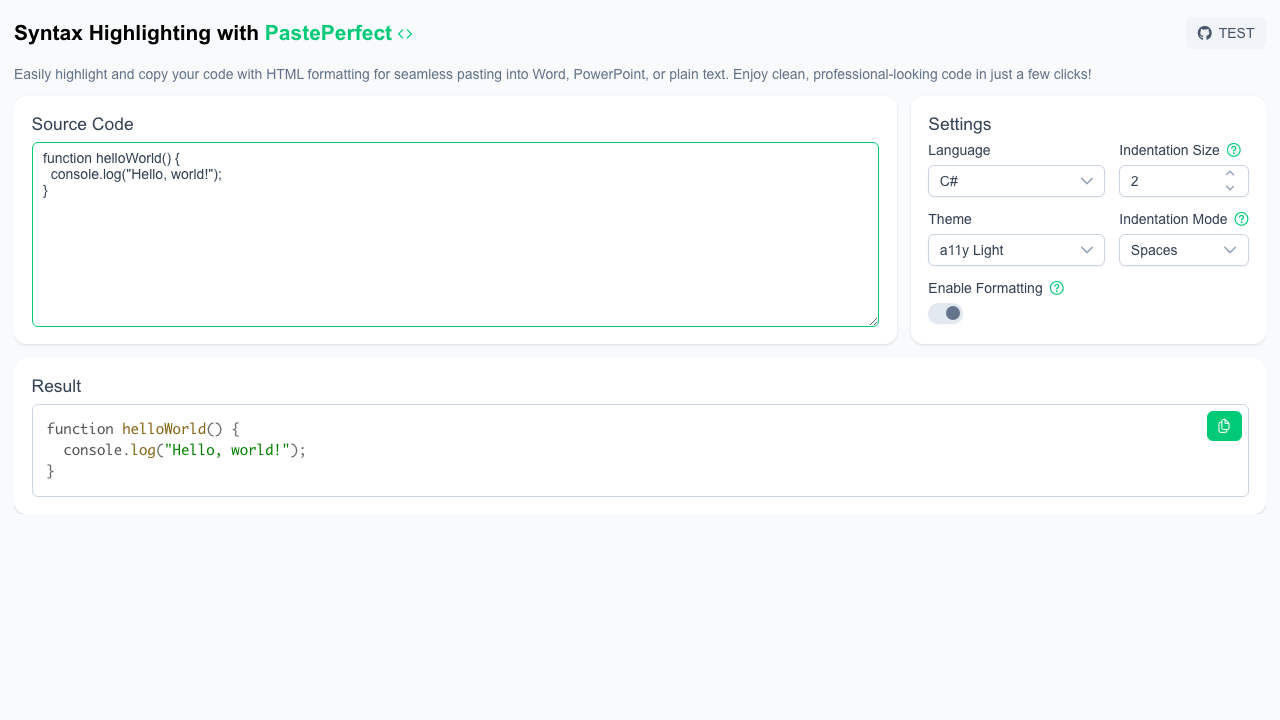 Syntax Highlighting with PastePerfect <>
TEST
Easily highlight and copy your code with HTML formatting for seamless pasting into Word, PowerPoint, or plain text. Enjoy clean, professional-looking code in just a few clicks!
Source Code
function helloWorld() {
  console.log("Hello, world!");
}
Settings
Language
Indentation Size
C#
2
Theme
Indentation Mode
a11y Light
Spaces
Enable Formatting
Result
function helloWorld() {
  console.log("Hello, world!");
}